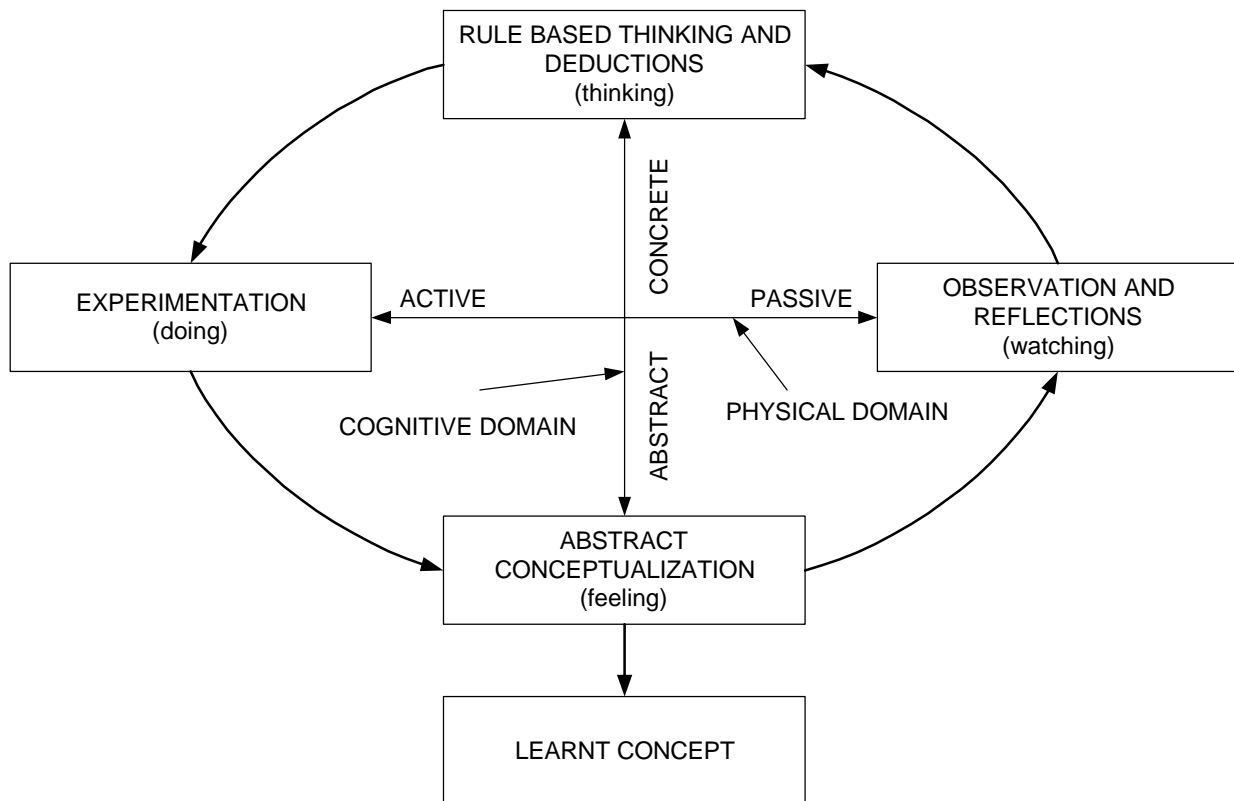 RULE BASED THINKING AND
DEDUCTIONS
(thinking)
CONCRETE
EXPERIMENTATION
(doing)
ACTIVE
PASSIVE
OBSERVATION AND
REFLECTIONS
(watching)
COGNITIVE DOMAIN
ABSTRACT
PHYSICAL DOMAIN
ABSTRACT
CONCEPTUALIZATION
(feeling)
LEARNT CONCEPT